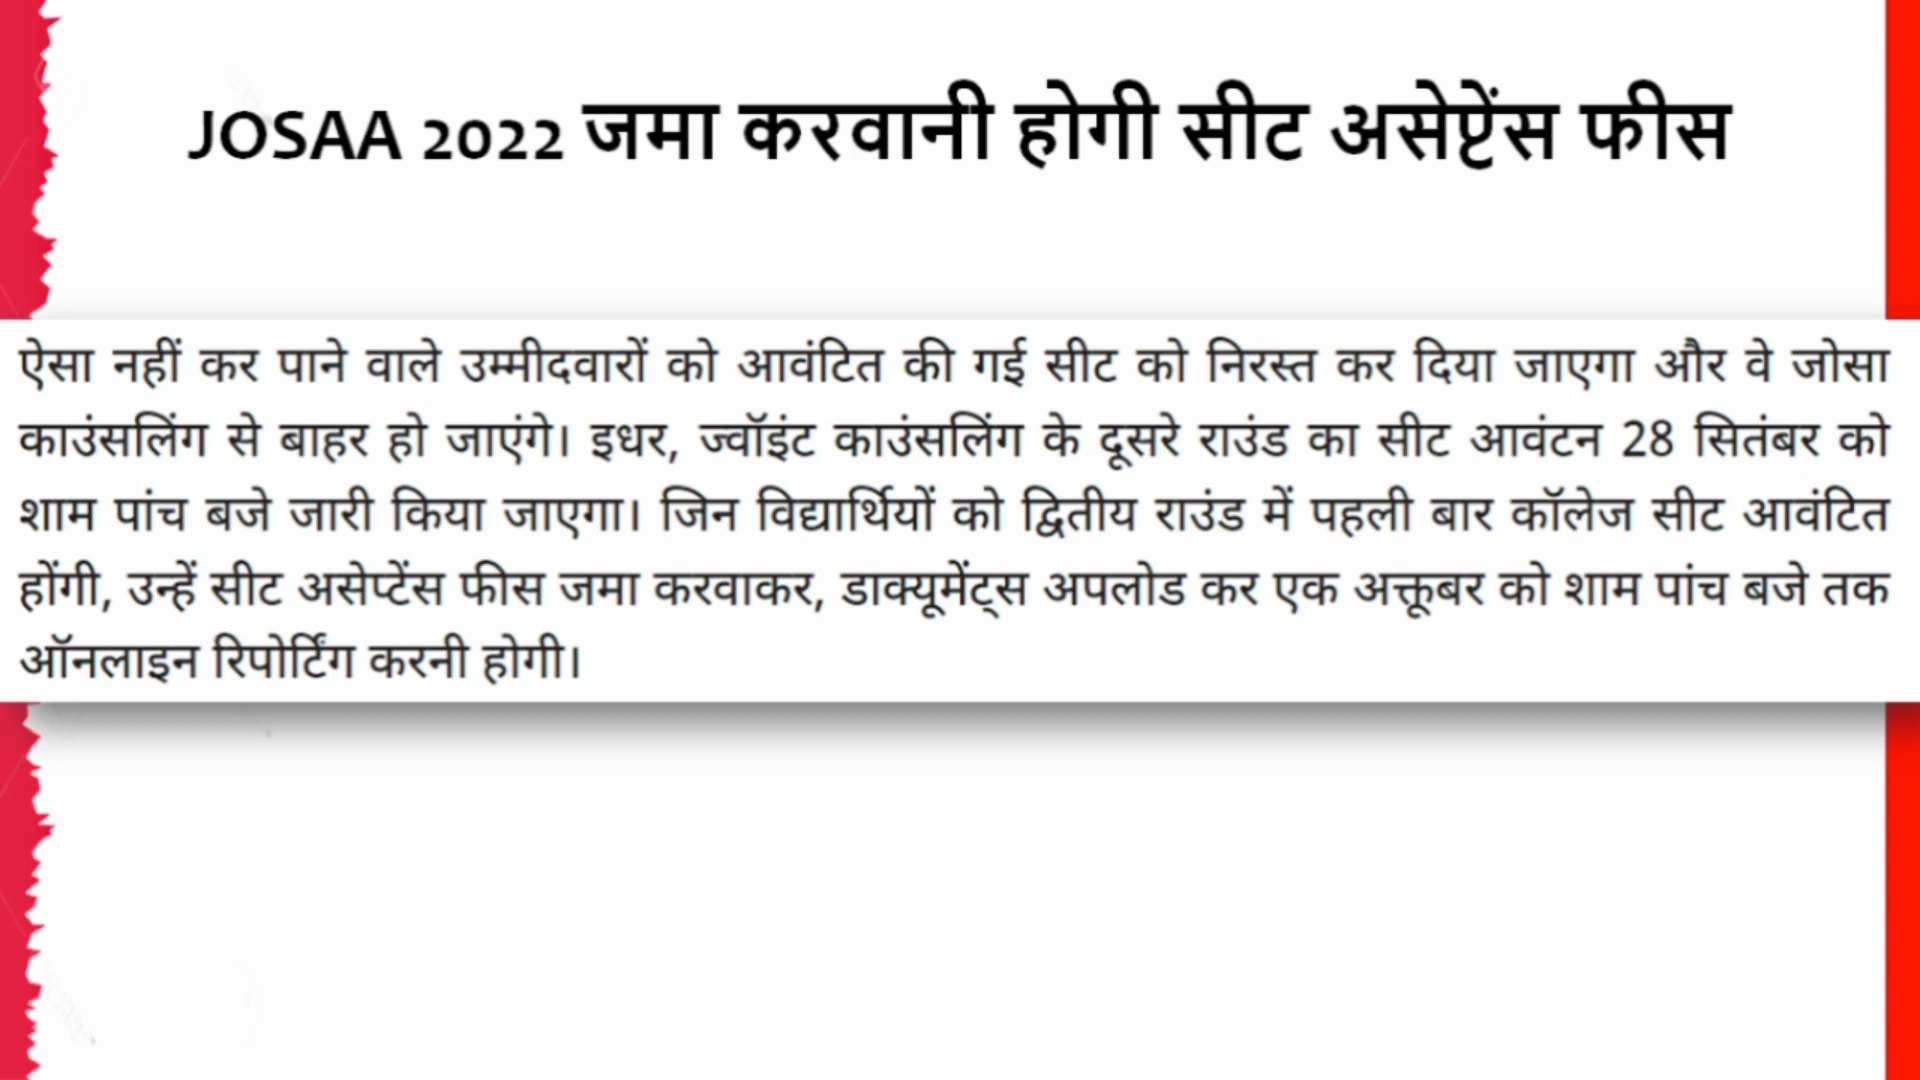 JOSAA 2022 जमा करवानी होगी सीट असेप्टेंस फीस
ऐसा नहीं कर पाने वाले उम्मीदवारों को आवंटित की गई सीट को निरस्त कर दिया जाएगा और वे जोसा
काउंसलिंग से बाहर हो जाएंगे। इधर, ज्वॉइंट काउंसलिंग के दूसरे राउंड का सीट आवंटन 28 सितंबर को
शाम पांच बजे जारी किया जाएगा। जिन विद्यार्थियों को द्वितीय राउंड में पहली बार कॉलेज सीट आवंटित
होंगी, उन्हें सीट असेप्टेंस फीस जमा करवाकर, डाक्यूमेंट्स अपलोड कर एक अक्तूबर को शाम पांच बजे तक
ऑनलाइन रिपोर्टिंग करनी होगी।